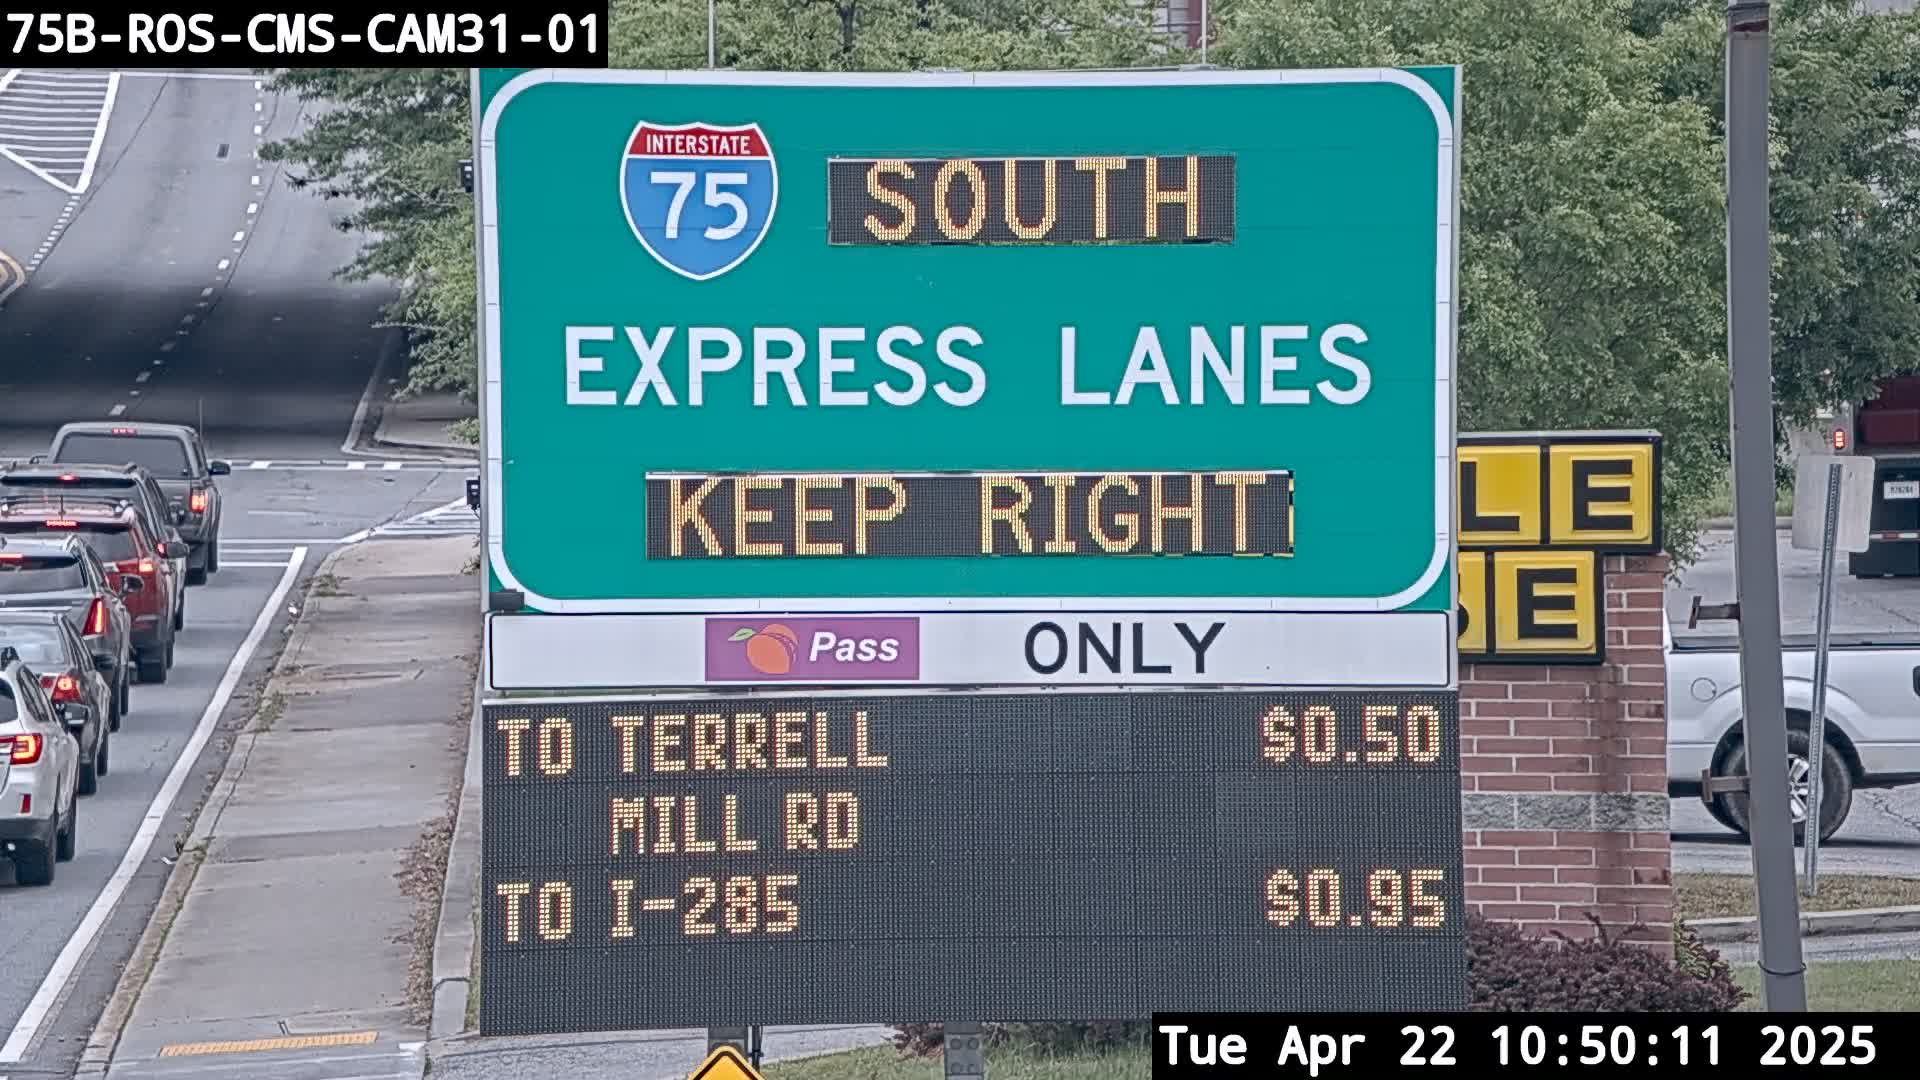 75B-ROS-CMS-CAM31-01
INTERSTATE
75
SOUTH
EXPRESS LANES
KEEP RIGHT
Pass ONLY
TO TERRELL $0.50
MILL RD
TO I-285 $0.95
LE
E
Tue Apr 22 10:50:11 2025